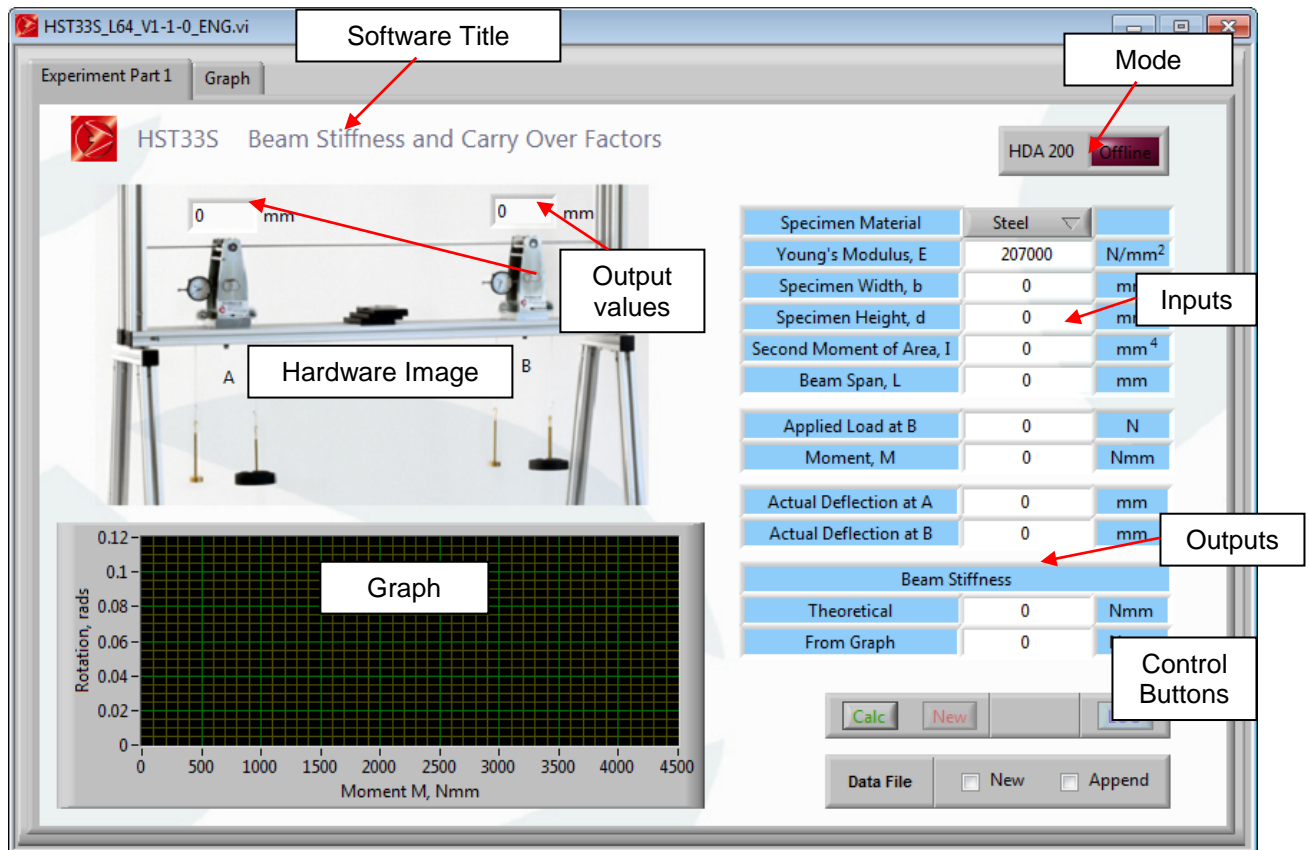 HST33S_L64_V1-1-0_ENG.vi
Software Title
Mode
Experiment Part 1
Graph
HST33S Beam Stiffness and Carry Over Factors
HDA 200
Offline
0 mm
0 mm
Output
values
A
Hardware Image
B
Specimen Material Steel
Young's Modulus, E 207000 N/mm²
Specimen Width, b 0
Inputs
Specimen Height, d 0
Second Moment of Area, I 0 mm⁴
Beam Span, L 0 mm
Applied Load at B 0 N
Moment, M 0 Nmm
Actual Deflection at A 0 mm
Actual Deflection at B 0 mm
Outputs
Beam Stiffness
Theoretical 0 Nmm
From Graph 0
Control
Buttons
Calc New
Data File New Append
Graph
Rotation, rads
0.12
0.1
0.08
0.06
0.04
0.02
0
0 500 1000 1500 2000 2500 3000 3500 4000 4500
Moment M, Nmm